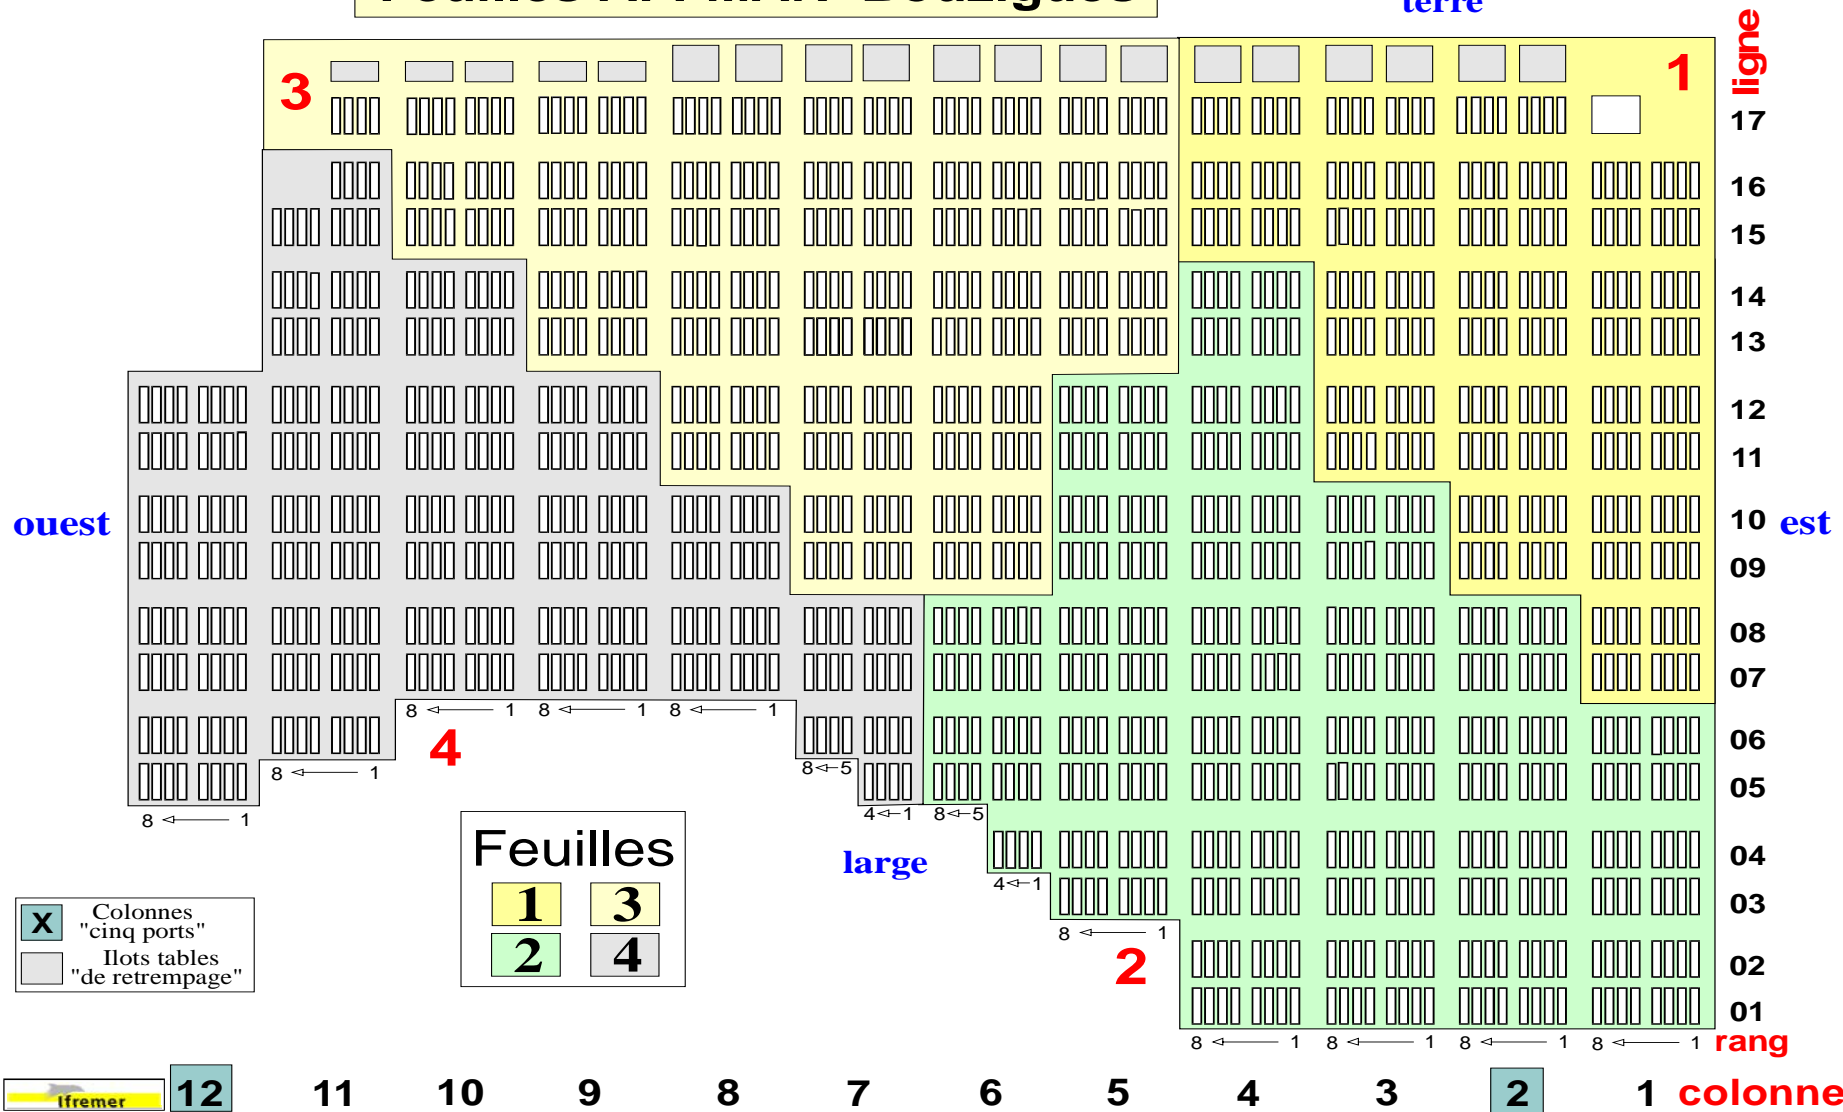 terre
ligne
3
1
17
16
15
14
13
12
11
ouest
10
est
09
08
07
8 1
8 1
8 1
06
4
8 5
8 1
05
8 1
4 1
8 5
Feuilles
large
04
4 1
1
3
03
X
Colonnes
"cinq ports"
8 1
2
4
2
02
Ilots tables
"de retrempage"
01
8 1
8 1
8 1
8 1
rang
Ifremer
12 11 10 9 8 7 6 5 4 3 2 1 colonne